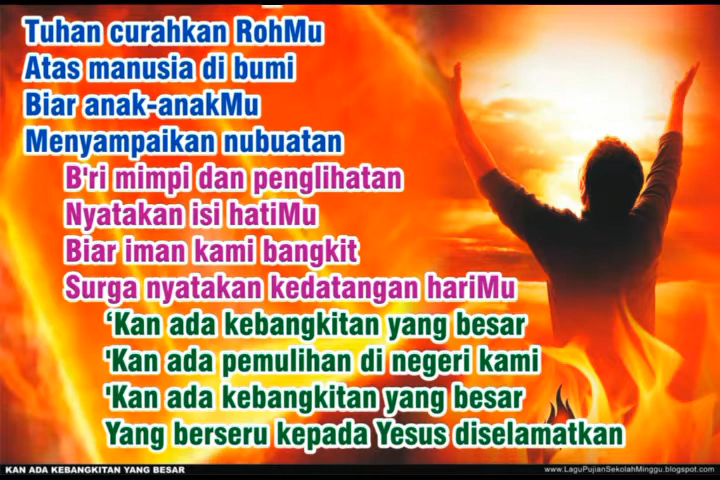 Tuhan curahkan RohMu
Atas manusia di bumi
Biar anak-anakMu
Menyampaikan nubuatan
B'ri mimpi dan penglihatan
Nyatakan isi hatiMu
Biar iman kami bangkit
Surga nyatakan kedatangan hariMu
‘Kan ada kebangkitan yang besar
'Kan ada pemulihan di negeri kami
'Kan ada kebangkitan yang besar
Yang berseru kepada Yesus diselamatkan
KAN ADA KEBANGKITAN YANG BESAR
www.LaguPujianSekolahMinggu.blogspot.com